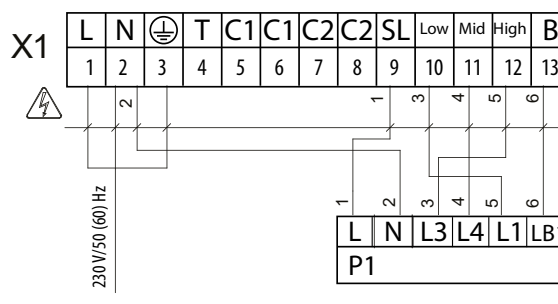 X1
L N T C1 C1 C2 C2 SL Low Mid High B
1 2 3 4 5 6 7 8 9 10 11 12 13
2 1 3 4 5 6
230 V/50 (60) Hz
1 2 3 4 5 6
L N L3 L4 L1 LB1
P1